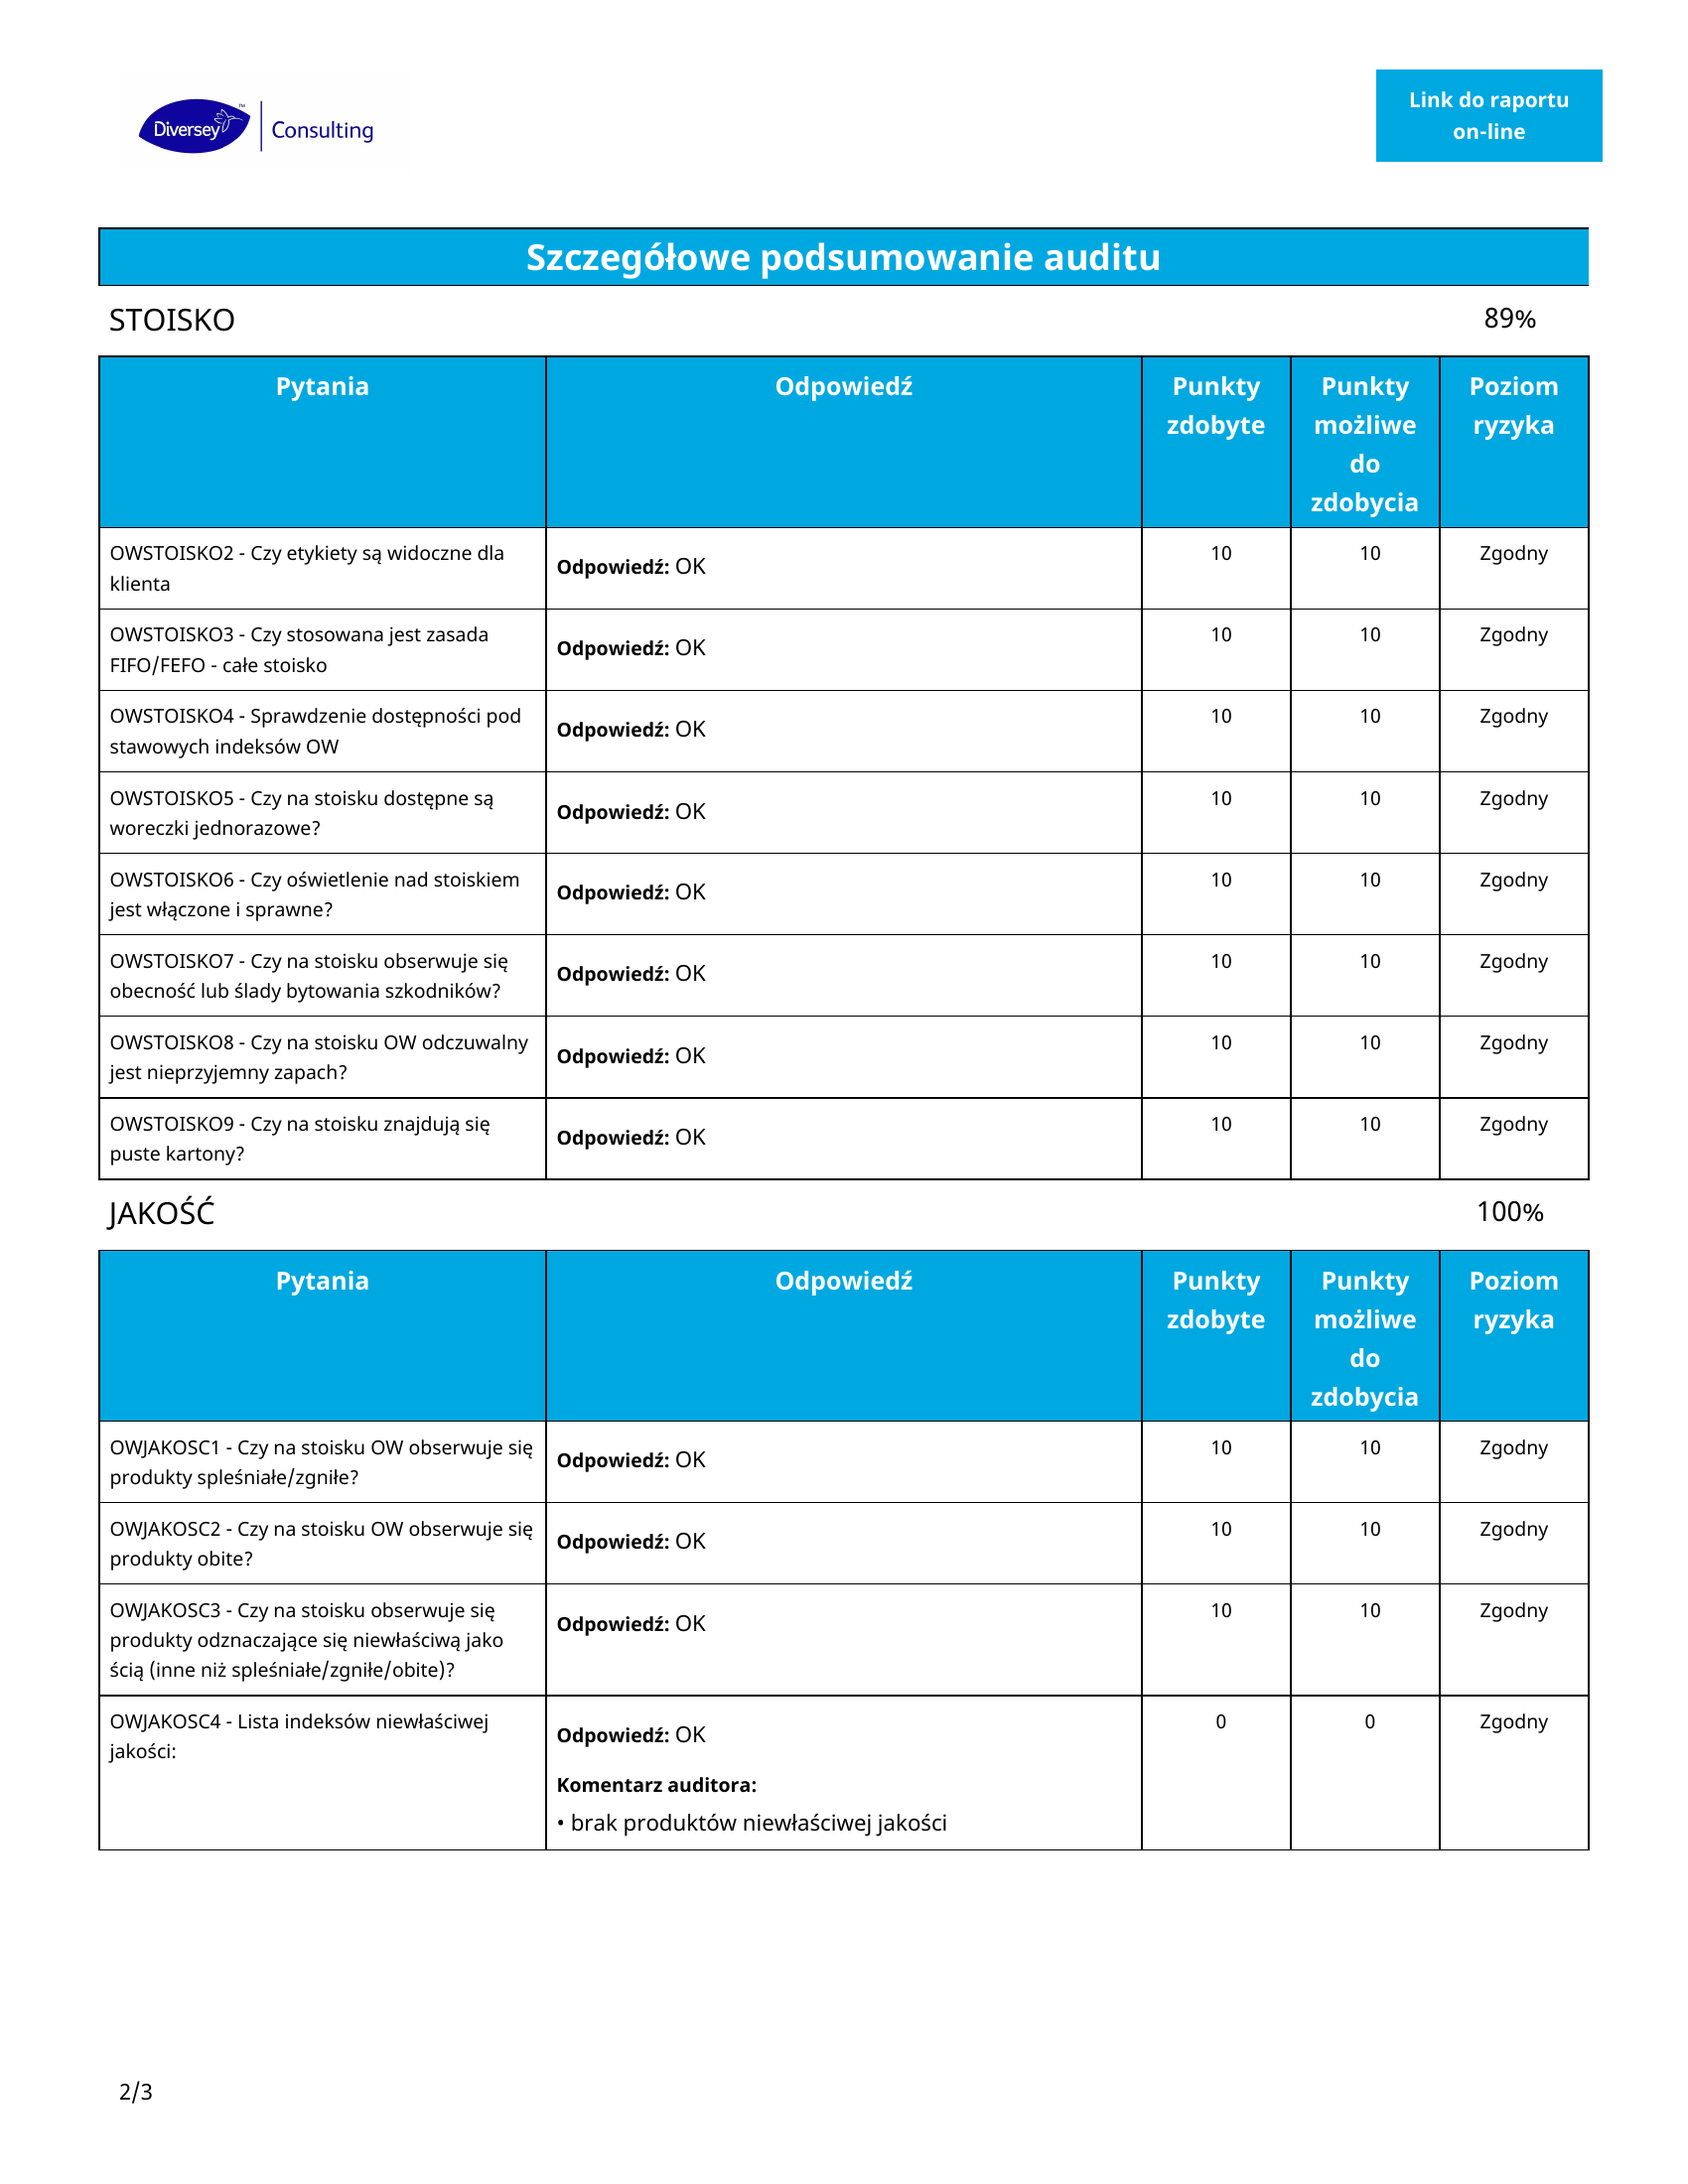 Diversey™
Consulting
Link do raportu
on-line
Szczegółowe podsumowanie auditu
STOISKO 89%
Pytania Odpowiedź Punkty zdobyte Punkty możliwe do zdobycia Poziom ryzyka
OWSTOISKO2 - Czy etykiety są widoczne dla
klienta
Odpowiedź: OK
10 10 Zgodny
OWSTOISKO3 - Czy stosowana jest zasada
FIFO/FEFO - całe stoisko
Odpowiedź: OK
10 10 Zgodny
OWSTOISKO4 - Sprawdzenie dostępności pod
stawowych indeksów OW
Odpowiedź: OK
10 10 Zgodny
OWSTOISKO5 - Czy na stoisku dostępne są
woreczki jednorazowe?
Odpowiedź: OK
10 10 Zgodny
OWSTOISKO6 - Czy oświetlenie nad stoiskiem
jest włączone i sprawne?
Odpowiedź: OK
10 10 Zgodny
OWSTOISKO7 - Czy na stoisku obserwuje się
obecność lub ślady bytowania szkodników?
Odpowiedź: OK
10 10 Zgodny
OWSTOISKO8 - Czy na stoisku OW odczuwalny
jest nieprzyjemny zapach?
Odpowiedź: OK
10 10 Zgodny
OWSTOISKO9 - Czy na stoisku znajdują się
puste kartony?
Odpowiedź: OK
10 10 Zgodny
JAKOŚĆ 100%
Pytania Odpowiedź Punkty zdobyte Punkty możliwe do zdobycia Poziom ryzyka
OWJAKOSC1 - Czy na stoisku OW obserwuje się
produkty spleśniałe/zgniłe?
Odpowiedź: OK
10 10 Zgodny
OWJAKOSC2 - Czy na stoisku OW obserwuje się
produkty obite?
Odpowiedź: OK
10 10 Zgodny
OWJAKOSC3 - Czy na stoisku obserwuje się
produkty odznaczające się niewłaściwą jako
ścią (inne niż spleśniałe/zgniłe/obite)?
Odpowiedź: OK
10 10 Zgodny
OWJAKOSC4 - Lista indeksów niewłaściwej
jakości:
Odpowiedź: OK
Komentarz auditora:
• brak produktów niewłaściwej jakości
0 0 Zgodny
2/3